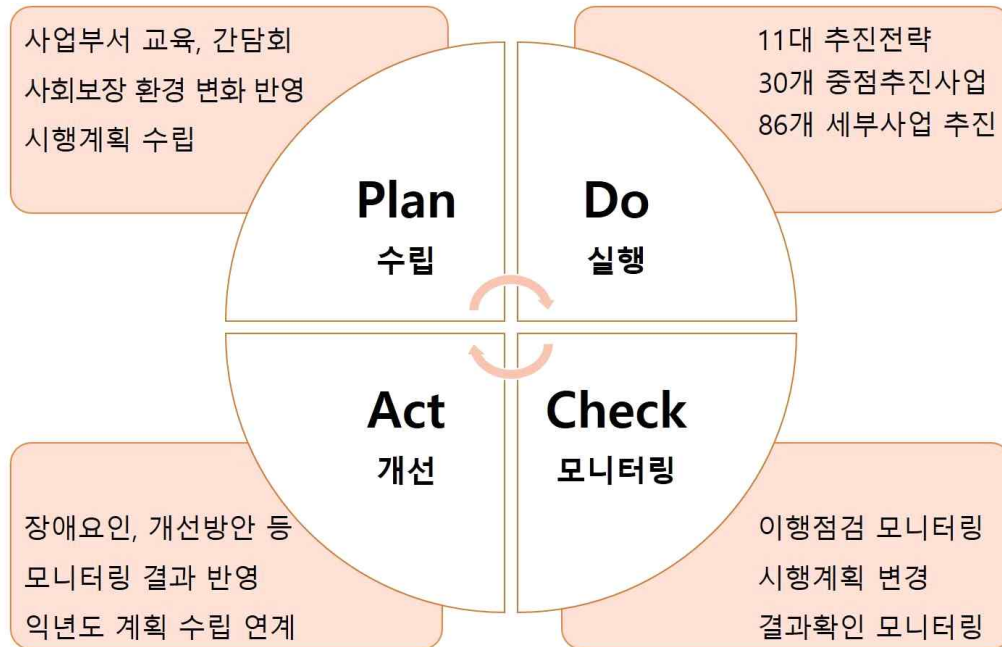 사업부서 교육, 간담회
사회보장 환경 변화 반영
시행계획 수립
11대 추진전략
30개 중점추진사업
86개 세부사업 추진
Plan
수립
Do
실행
Act
개선
Check
모니터링
장애요인, 개선방안 등
모니터링 결과 반영
익년도 계획 수립 연계
이행점검 모니터링
시행계획 변경
결과확인 모니터링